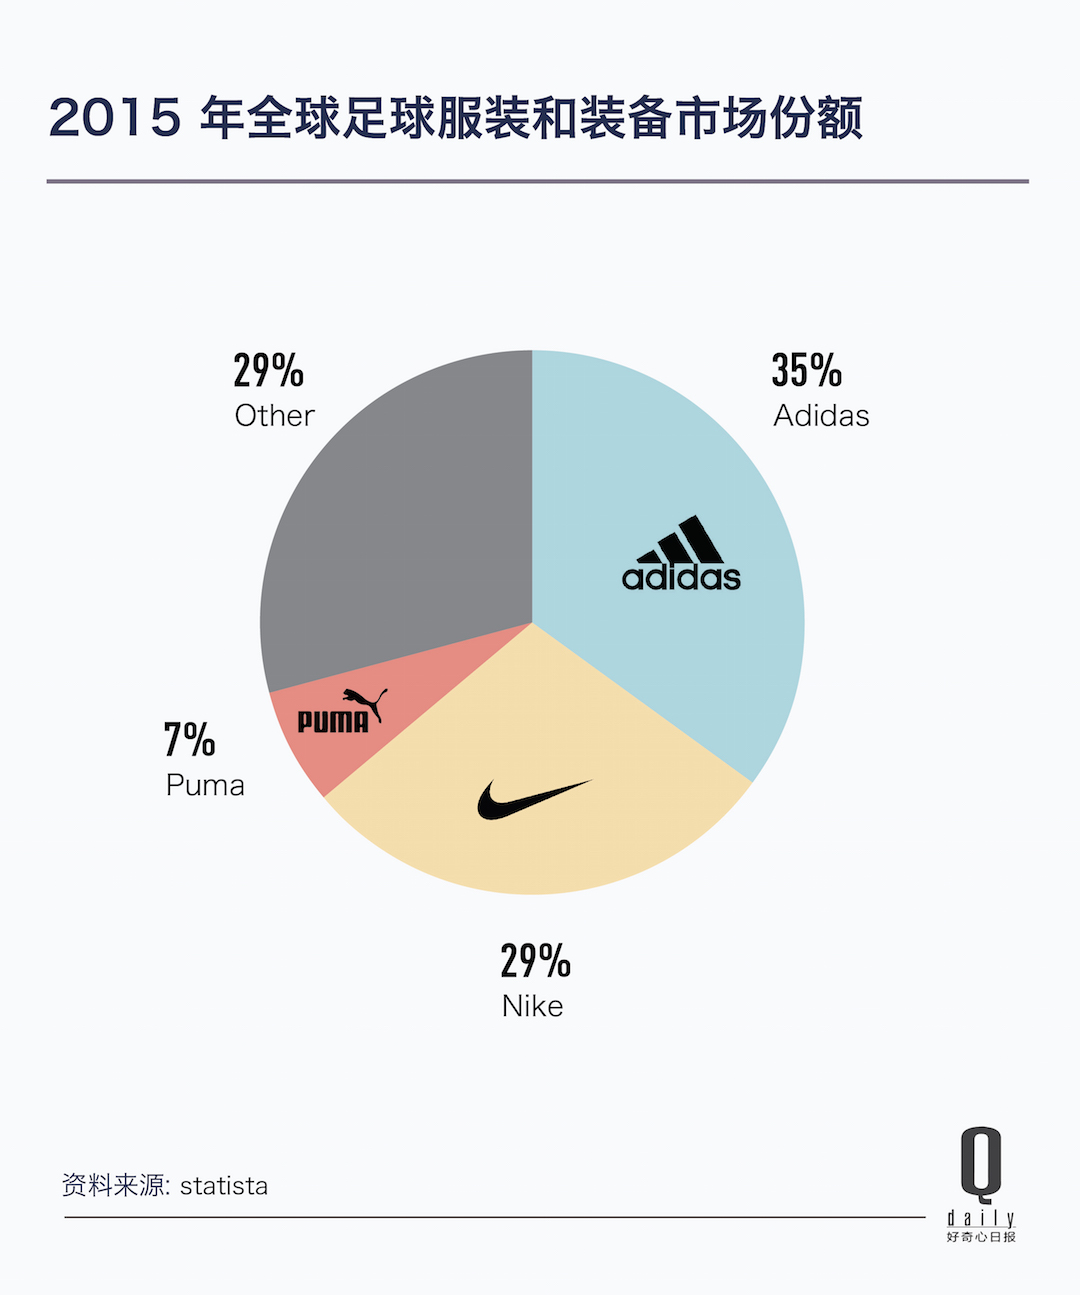 2015 年全球足球服装和装备市场份额
29%
Other
35%
Adidas
adidas
PUMA
7%
Puma
29%
Nike
资料来源: statista
Q
daily
好奇心日报